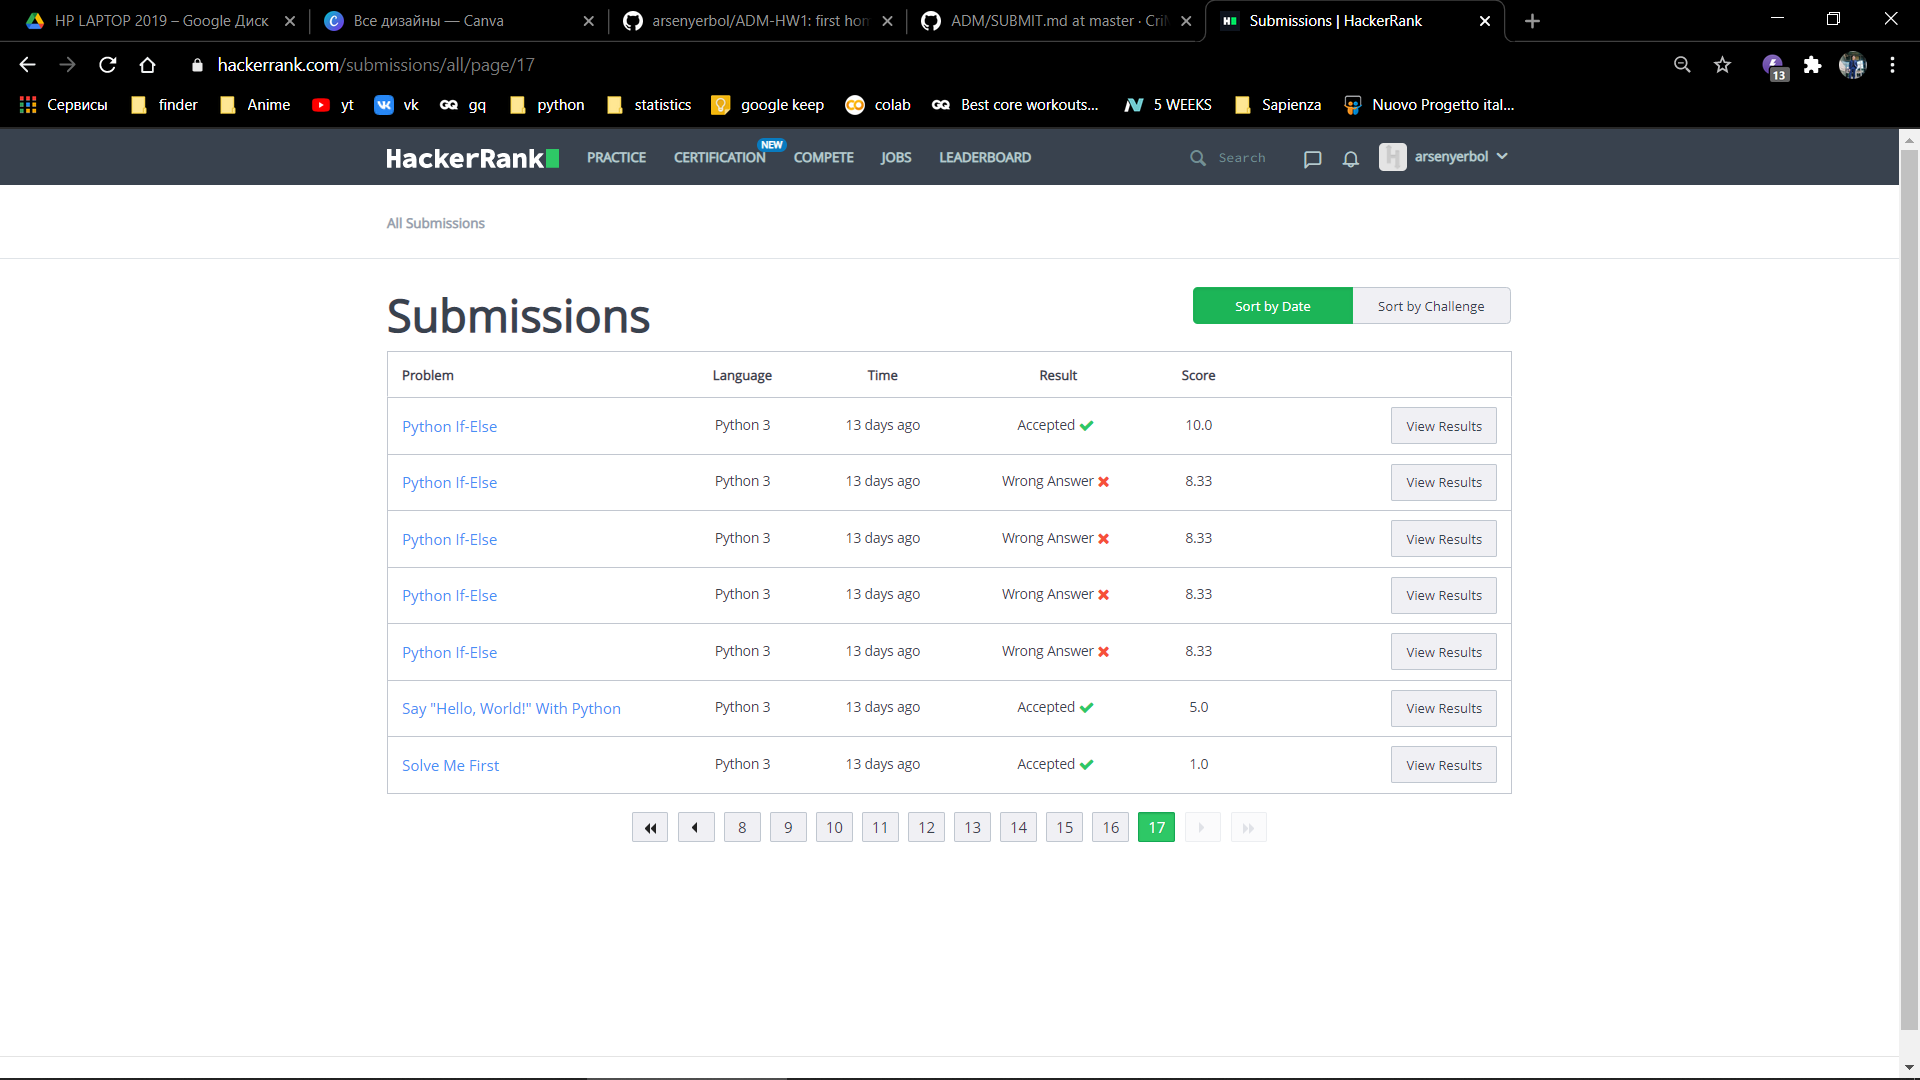 HP LAPTOP 2019 – Google Диск
Все дизайны — Canva
arsenyerbol/ADM-HW1: first hom
ADM/SUBMIT.md at master · CriM
Submissions | HackerRank
hackerrank.com/submissions/all/page/17
13
Сервисы finder Anime yt vk gq python statistics google keep colab Best core workouts... 5 WEEKS Sapienza Nuovo Progetto ital...
HackerRank PRACTICE CERTIFICATION NEW COMPETE JOBS LEADERBOARD Search arsenyerbol
All Submissions
Submissions
Sort by Date Sort by Challenge
Problem Language Time Result Score
Python If-Else Python 3 13 days ago Accepted 10.0 View Results
Python If-Else Python 3 13 days ago Wrong Answer 8.33 View Results
Python If-Else Python 3 13 days ago Wrong Answer 8.33 View Results
Python If-Else Python 3 13 days ago Wrong Answer 8.33 View Results
Python If-Else Python 3 13 days ago Wrong Answer 8.33 View Results
Say "Hello, World!" With Python Python 3 13 days ago Accepted 5.0 View Results
Solve Me First Python 3 13 days ago Accepted 1.0 View Results
8 9 10 11 12 13 14 15 16 17